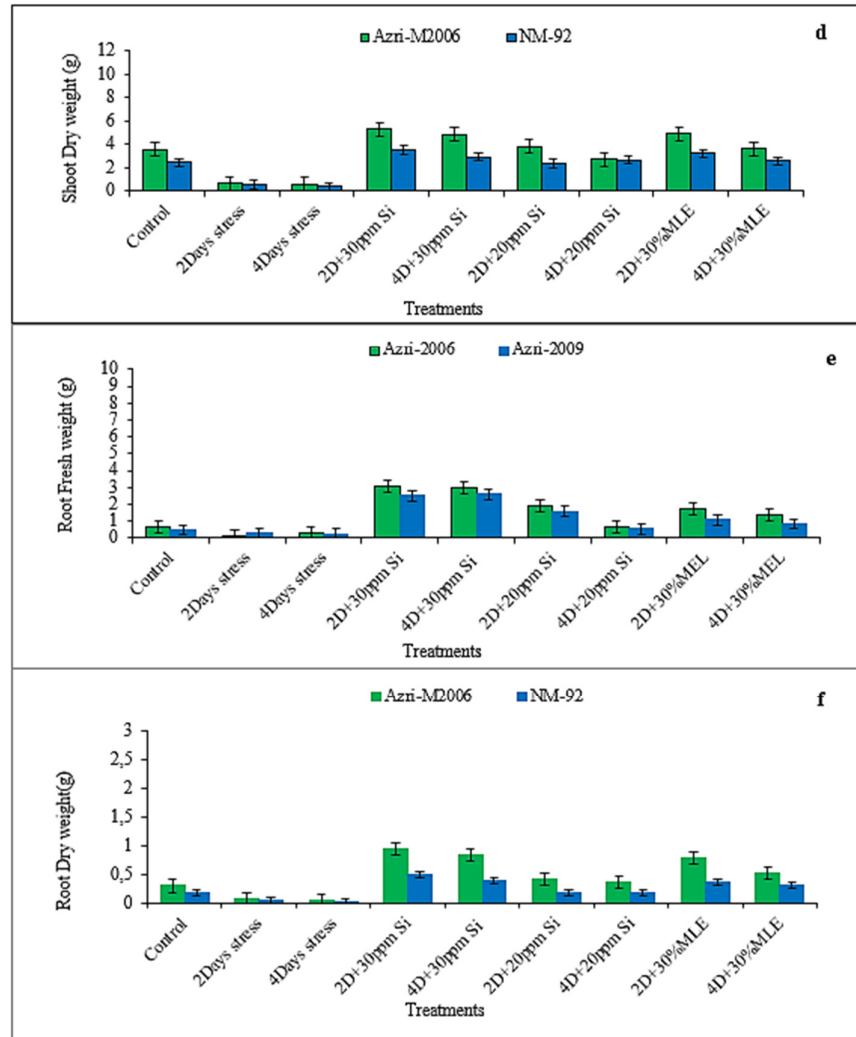 d
Azri-M2006 NM-92
Shoot Dry weight (g)
12
10
8
6
4
2
0
Control 2Days stress 4Days stress 2D+30ppm Si 4D+30ppm Si 2D+20ppm Si 4D+20ppm Si 2D+30%MLE 4D+30%MLE
Treatments
e
Azri-2006 Azri-2009
Root Fresh weight (g)
10
9
8
7
6
5
4
3
2
1
0
Control 2Days stress 4Days stress 2D+30ppm Si 4D+30ppm Si 2D+20ppm Si 4D+20ppm Si 2D+30%MEL 4D+30%MEL
Treatments
f
Azri-M2006 NM-92
Root Dry weight(g)
3
2,5
2
1,5
1
0,5
0
Control 2Days stress 4Days stress 2D+30ppm Si 4D+30ppm Si 2D+20ppm Si 4D+20ppm Si 2D+30%MLE 4D+30%MLE
Treatments